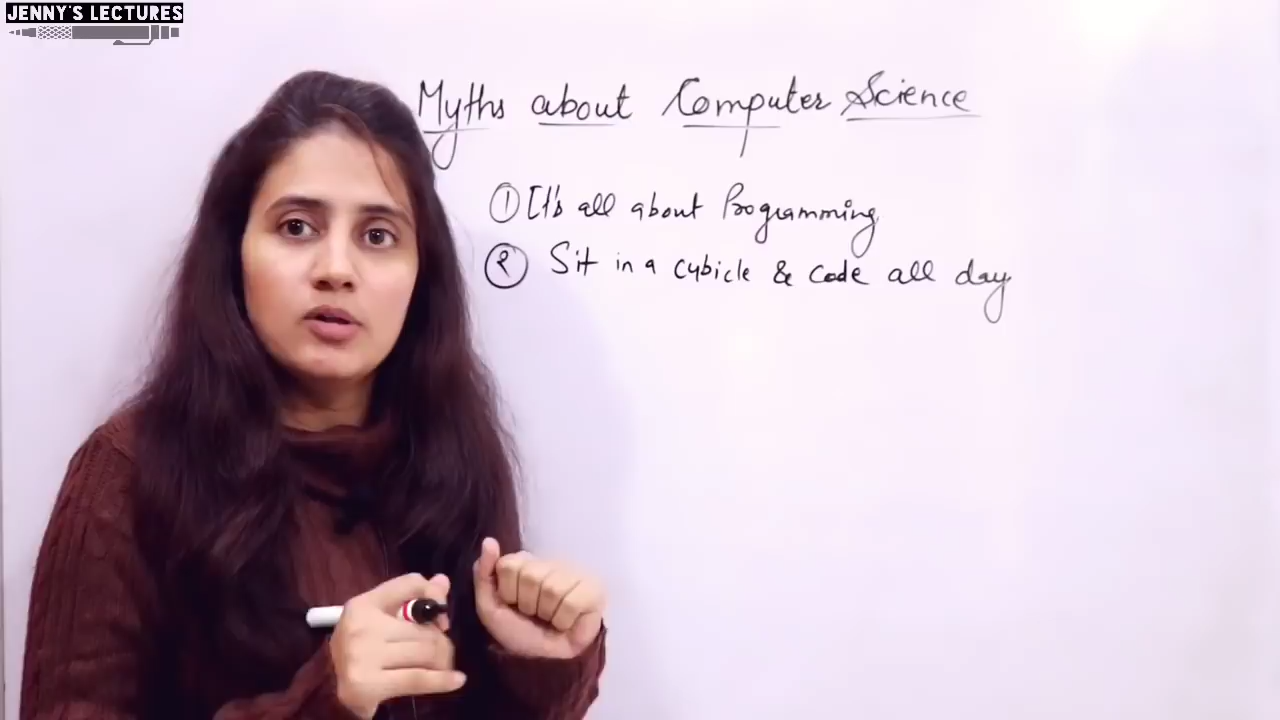 JENNY'S LECTURES
Myths about Computer Science
① It's all about Programming
② Sit in a cubicle & code all day